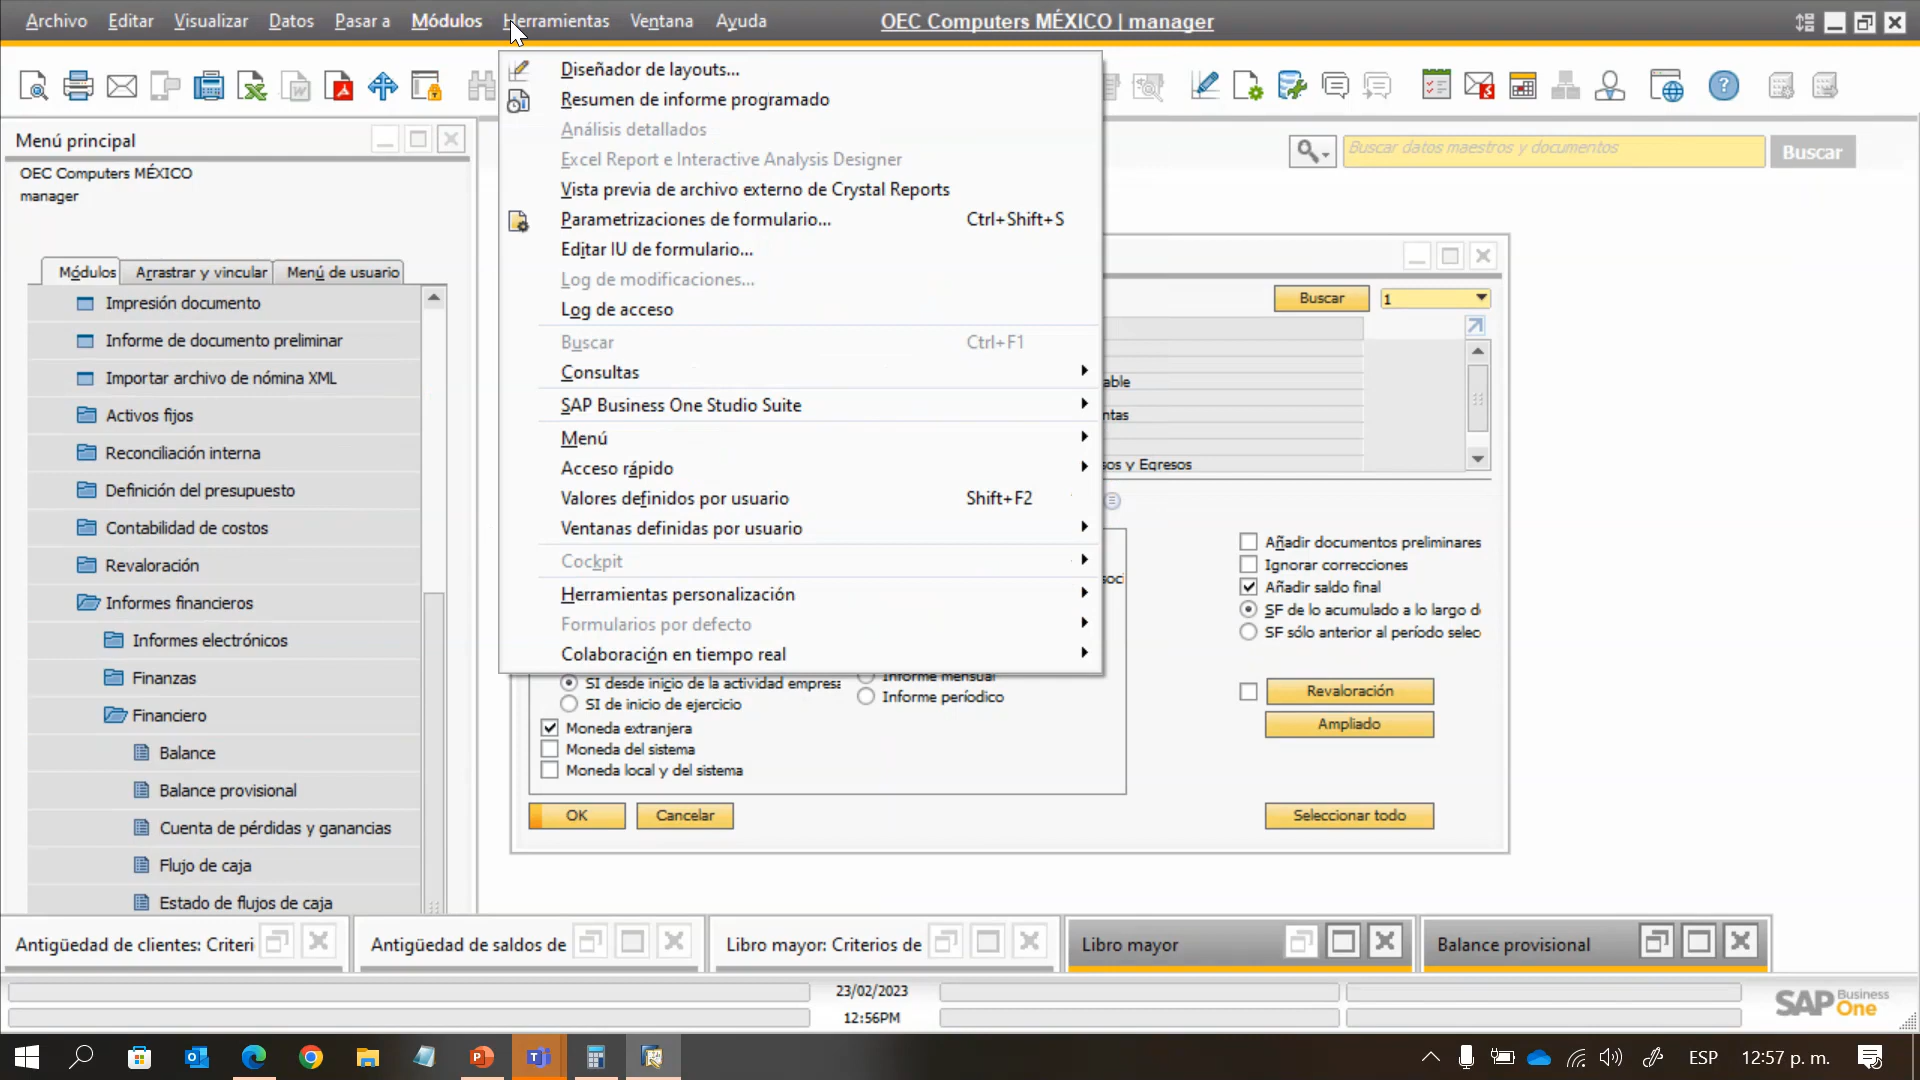 Archivo Editar Visualizar Datos Pasar a Módulos Herramientas Ventana Ayuda OEC Computers MÉXICO | manager
Menú principal
OEC Computers MÉXICO
manager
Módulos Arrastrar y vincular Menú de usuario
Impresión documento
Informe de documento preliminar
Importar archivo de nómina XML
Activos fijos
Reconciliación interna
Definición del presupuesto
Contabilidad de costos
Revaloración
Informes financieros
Informes electrónicos
Finanzas
Financiero
Balance
Balance provisional
Cuenta de pérdidas y ganancias
Flujo de caja
Estado de flujos de caja
Diseñador de layouts...
Resumen de informe programado
Análisis detallados
Excel Report e Interactive Analysis Designer
Vista previa de archivo externo de Crystal Reports
Parametrizaciones de formulario... Ctrl+Shift+S
Editar IU de formulario...
Log de modificaciones...
Log de acceso
Buscar Ctrl+F1
Consultas
SAP Business One Studio Suite
Menú
Acceso rápido
Valores definidos por usuario Shift+F2
Ventanas definidas por usuario
Cockpit
Herramientas personalización
Formularios por defecto
Colaboración en tiempo real
Buscar datos maestros y documentos Buscar
Buscar 1
able
ntas
sos y Egresos
soci
Añadir documentos preliminares
Ignorar correcciones
Añadir saldo final
SF de lo acumulado a lo largo d
SF sólo anterior al período selec
Informe mensual
SI desde inicio de la actividad empresa
Informe periódico
SI de inicio de ejercicio
Revaloración
Moneda extranjera
Ampliado
Moneda del sistema
Moneda local y del sistema
OK Cancelar Seleccionar todo
Antigüedad de clientes: Criteri Antigüedad de saldos de Libro mayor: Criterios de Libro mayor Balance provisional
23/02/2023
12:56PM
SAP Business One
ESP 12:57 p. m.